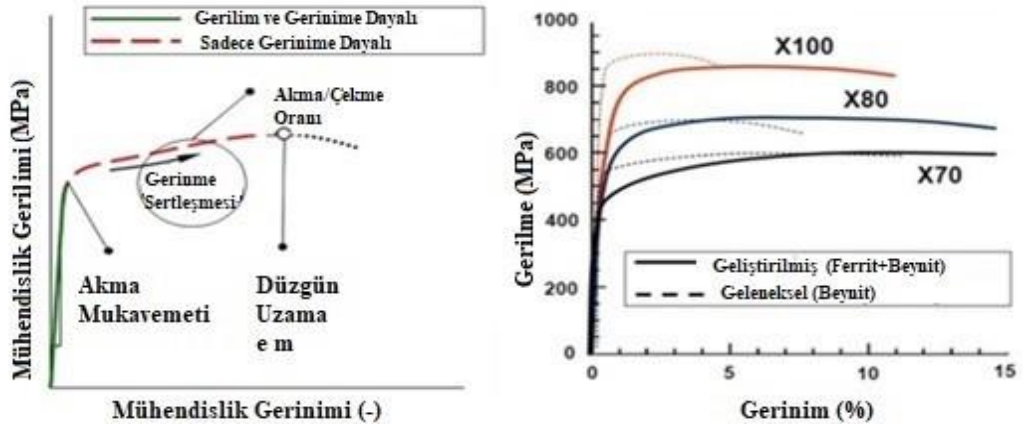 Gerilim ve Gerinime Dayalı
Sadece Gerinime Dayalı
Mühendislik Gerilimi (MPa)
Akma/Çekme
Oranı
Gerinme
Sertleşmesi
Akma
Mukavemeti
Düzgün
Uzama
e m
Mühendislik Gerinimi (-)
Gerilme (MPa)
1000
800
600
400
200
0
X100
X80
X70
Geliştirilmiş (Ferrit+Beynit)
Geleneksel (Beynit)
0
5
10
15
Gerinim (%)